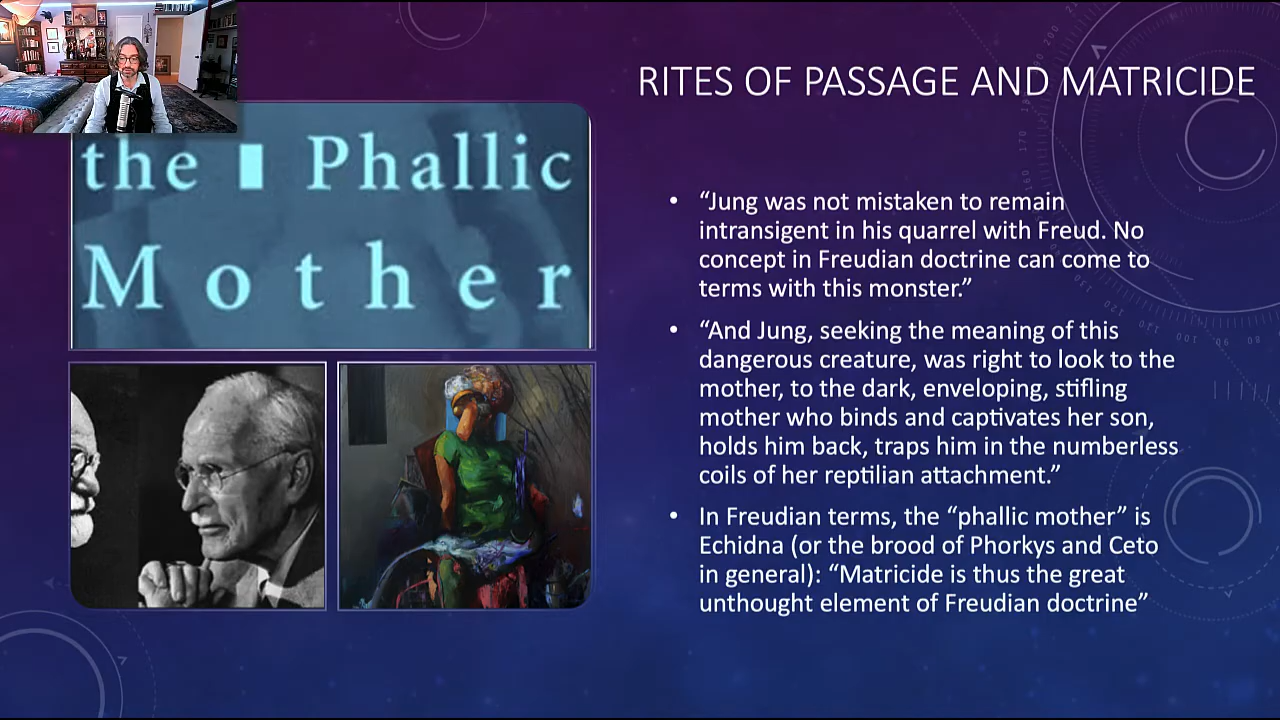 RITES OF PASSAGE AND MATRICIDE
the Phallic
Mother
• “Jung was not mistaken to remain
intransigent in his quarrel with Freud. No
concept in Freudian doctrine can come to
terms with this monster.”
• “And Jung, seeking the meaning of this
dangerous creature, was right to look to the
mother, to the dark, enveloping, stifling
mother who binds and captivates her son,
holds him back, traps him in the numberless
coils of her reptilian attachment.”
• In Freudian terms, the “phallic mother” is
Echidna (or the brood of Phorkys and Ceto
in general): “Matricide is thus the great
unthought element of Freudian doctrine”